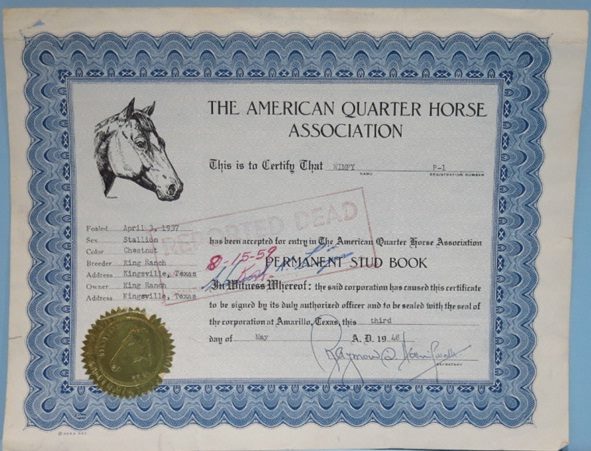 THE AMERICAN QUARTER HORSE
ASSOCIATION
This is to Certify That WIMPY P-1
NAME REGISTRATION NUMBER
Foaled April 3, 1937
Sex Stallion
Color Chestnut
Breeder King Ranch
Address Kingsville, Texas
Owner King Ranch
Address Kingsville, Texas
REPORTED DEAD
8-15-59
has been accepted for entry in The American Quarter Horse Association
PERMANENT STUD BOOK
In Witness Whereof: the said corporation has caused this certificate
to be signed by its duly authorized officer and to be sealed with the seal of
the corporation at Amarillo, Texas, this third
day of May A. D. 19 48
SECRETARY